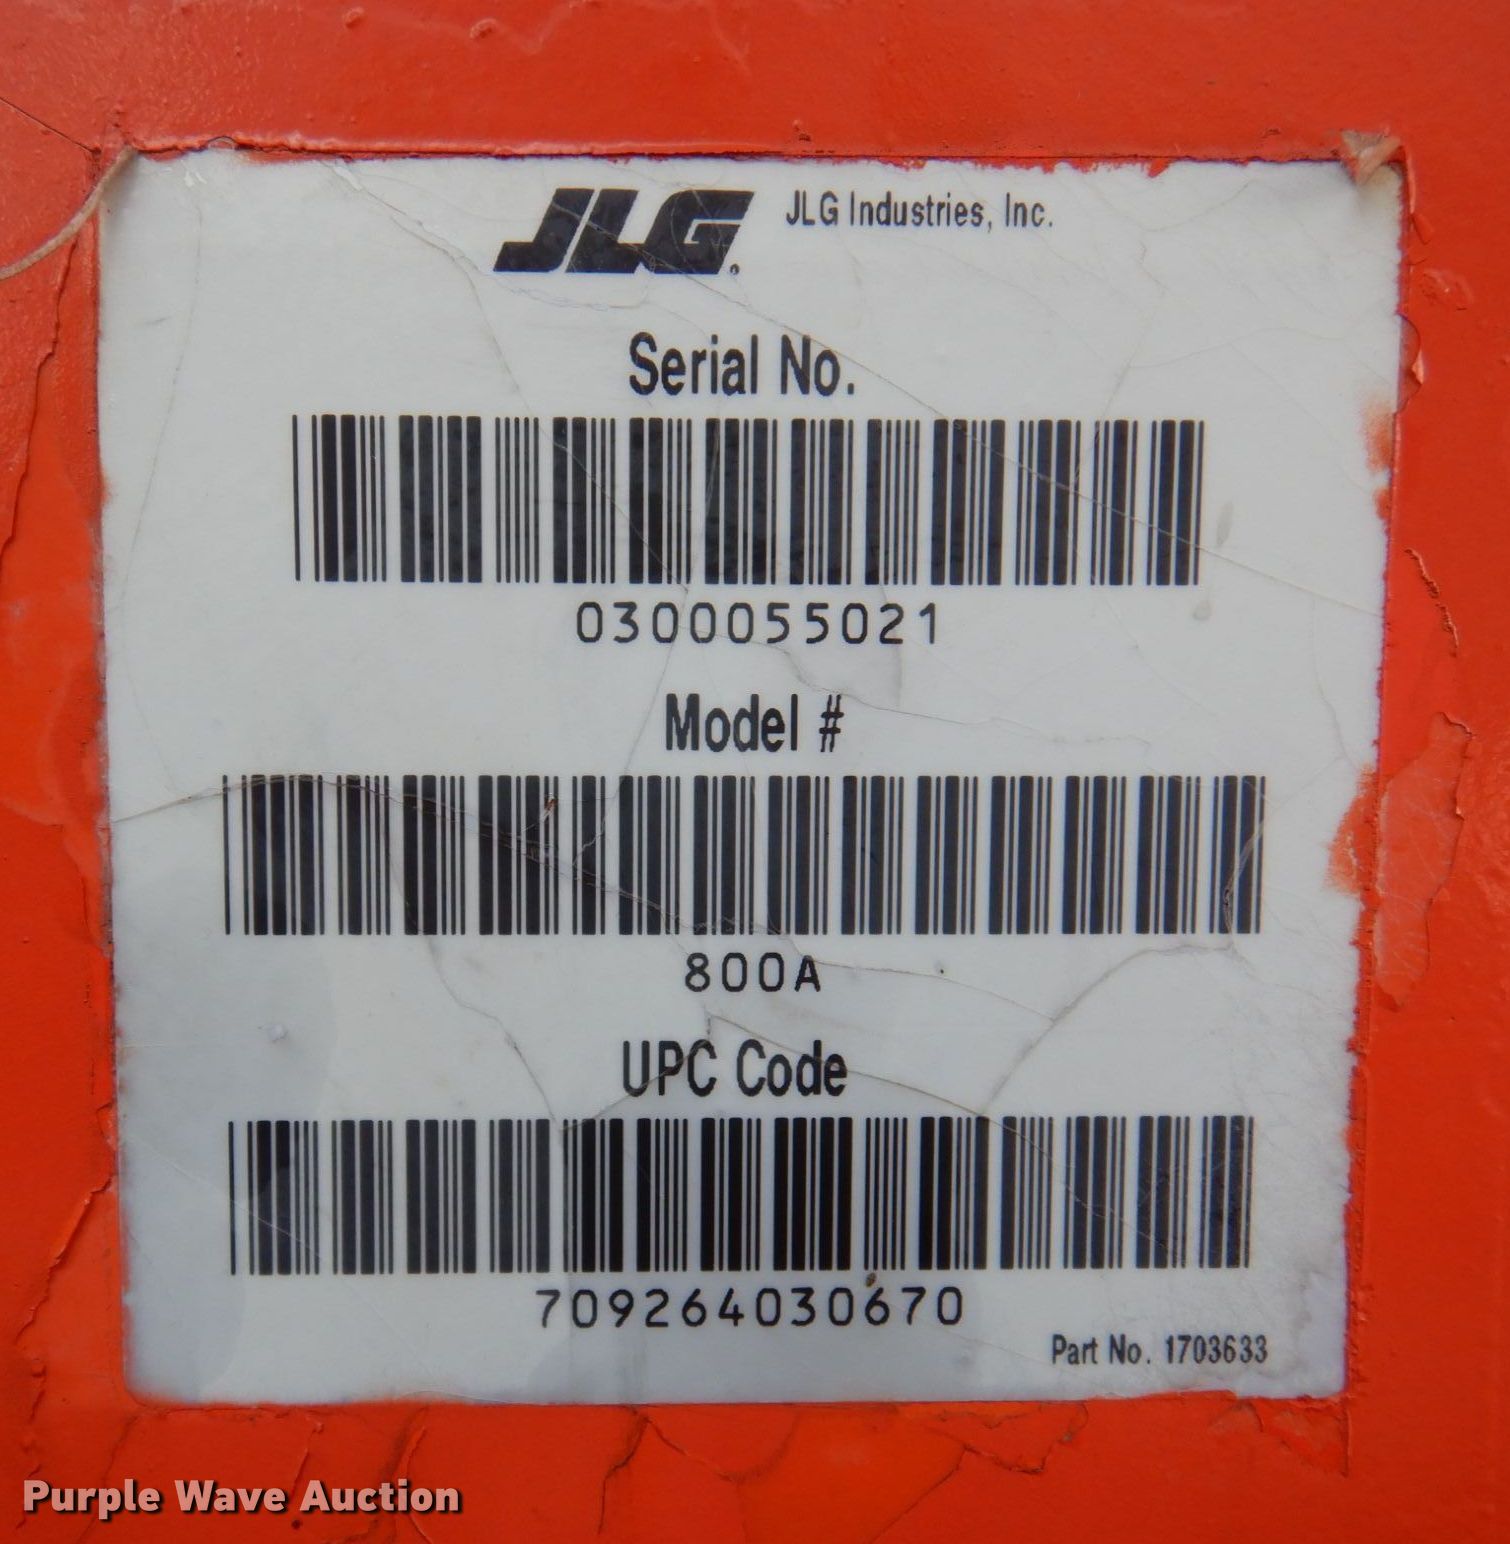 JLG JLG Industries, Inc.
Serial No.
0300055021
Model #
800A
UPC Code
709264030670
Part No. 1703633
Purple Wave Auction